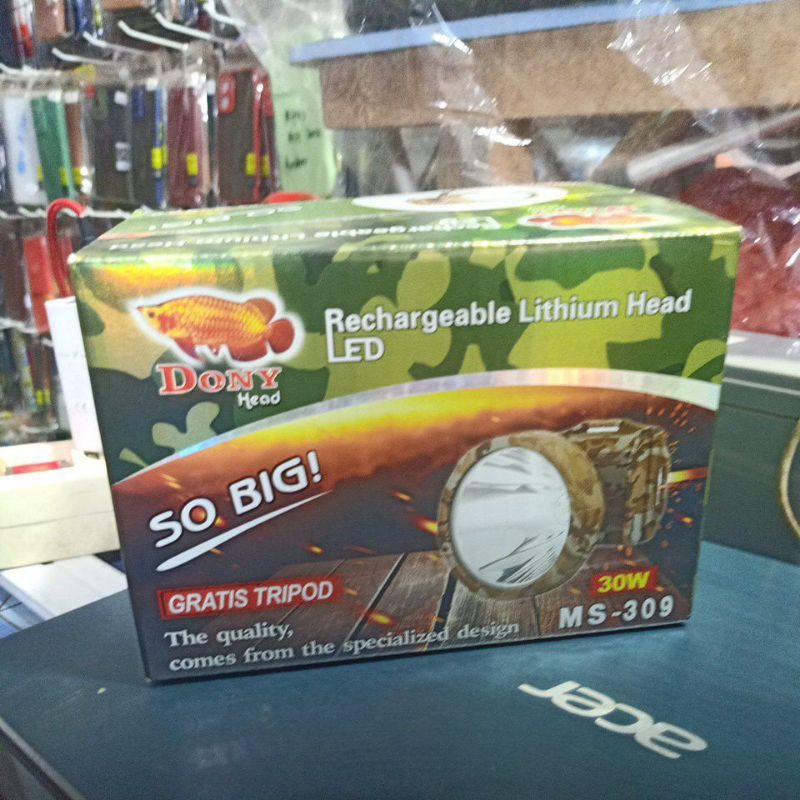 Rechargeable Lithium Head
LED
DONY
Head
SO BIG!
GRATIS TRIPOD
30W
MS-309
The quality,
comes from the specialized design
acer